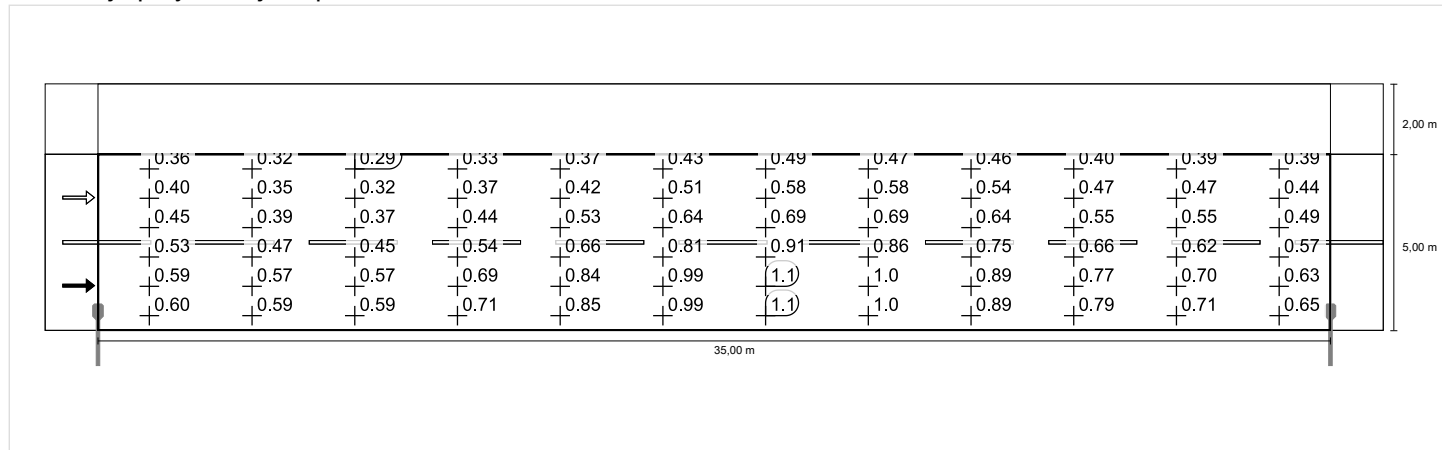 2,00 m
0.36 0.32 0.29 0.33 0.37 0.43 0.49 0.47 0.46 0.40 0.39 0.39
0.40 0.35 0.32 0.37 0.42 0.51 0.58 0.58 0.54 0.47 0.47 0.44
0.45 0.39 0.37 0.44 0.53 0.64 0.69 0.69 0.64 0.55 0.55 0.49
0.53 0.47 0.45 0.54 0.66 0.81 0.91 0.86 0.75 0.66 0.62 0.57
5,00 m
0.59 0.57 0.57 0.69 0.84 0.99 1.1 1.0 0.89 0.77 0.70 0.63
0.60 0.59 0.59 0.71 0.85 0.99 1.1 1.0 0.89 0.79 0.71 0.65
35,00 m